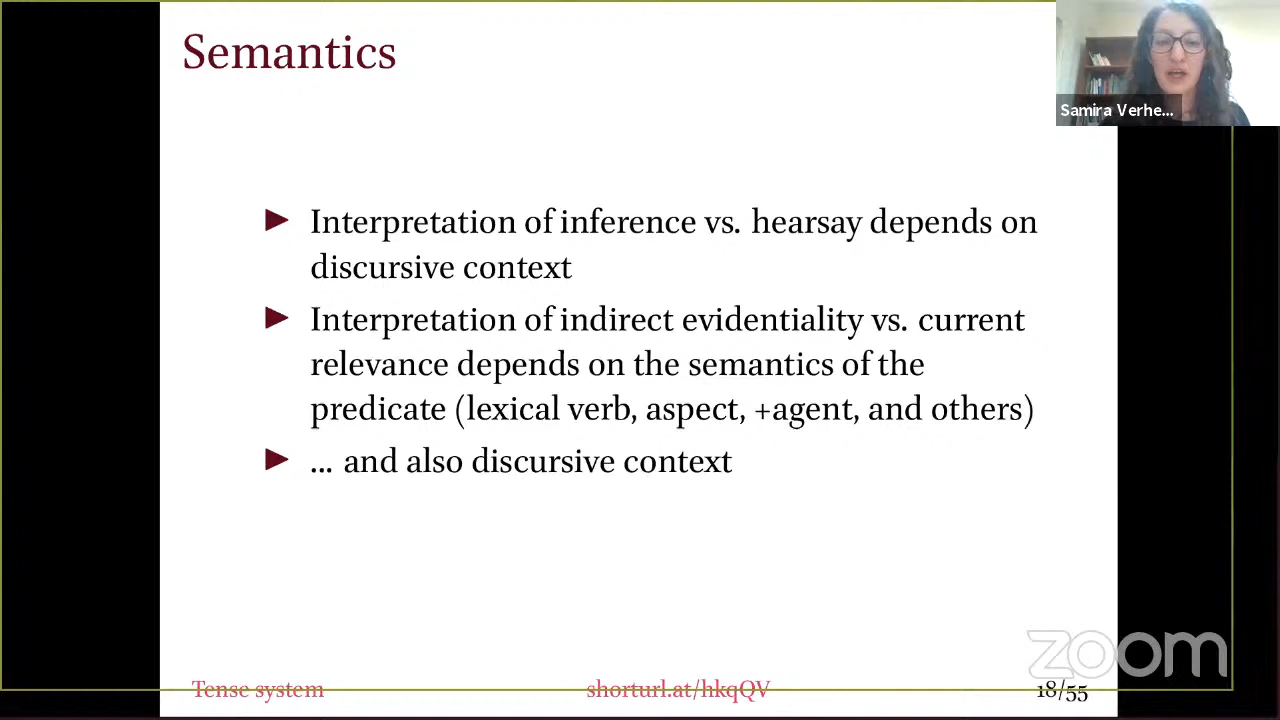 Semantics
Samira Verhe...
► Interpretation of inference vs. hearsay depends on
discursive context
► Interpretation of indirect evidentiality vs. current
relevance depends on the semantics of the
predicate (lexical verb, aspect, +agent, and others)
► ... and also discursive context
zoom
Tense system shorturl.at/hkqQV 18/55